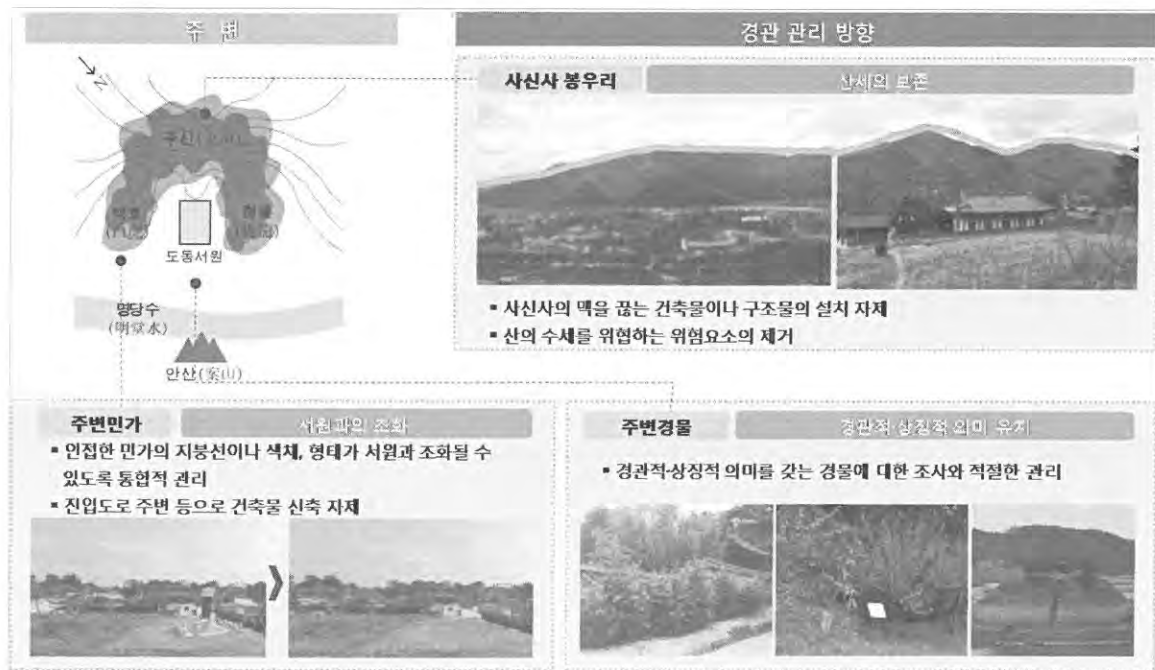 주 변
경관 관리 방향
N
주산(主山)
백호
(白虎)
청룡
도동서원
명당수
(明堂水)
안산(案山)
사신사 봉우리
산세의 보존
▪ 사신사의 맥을 끊는 건축물이나 구조물의 설치 자제
▪ 산의 수세를 위협하는 위험요소의 제거
주변민가
서원과의 조화
▪ 인접한 민가의 지붕선이나 색채, 형태가 서원과 조화될 수
있도록 통합적 관리
▪ 진입도로 주변 등으로 건축물 신축 자제
주변경물
경관적·상징적 의미 유지
▪ 경관적·상징적 의미를 갖는 경물에 대한 조사와 적절한 관리